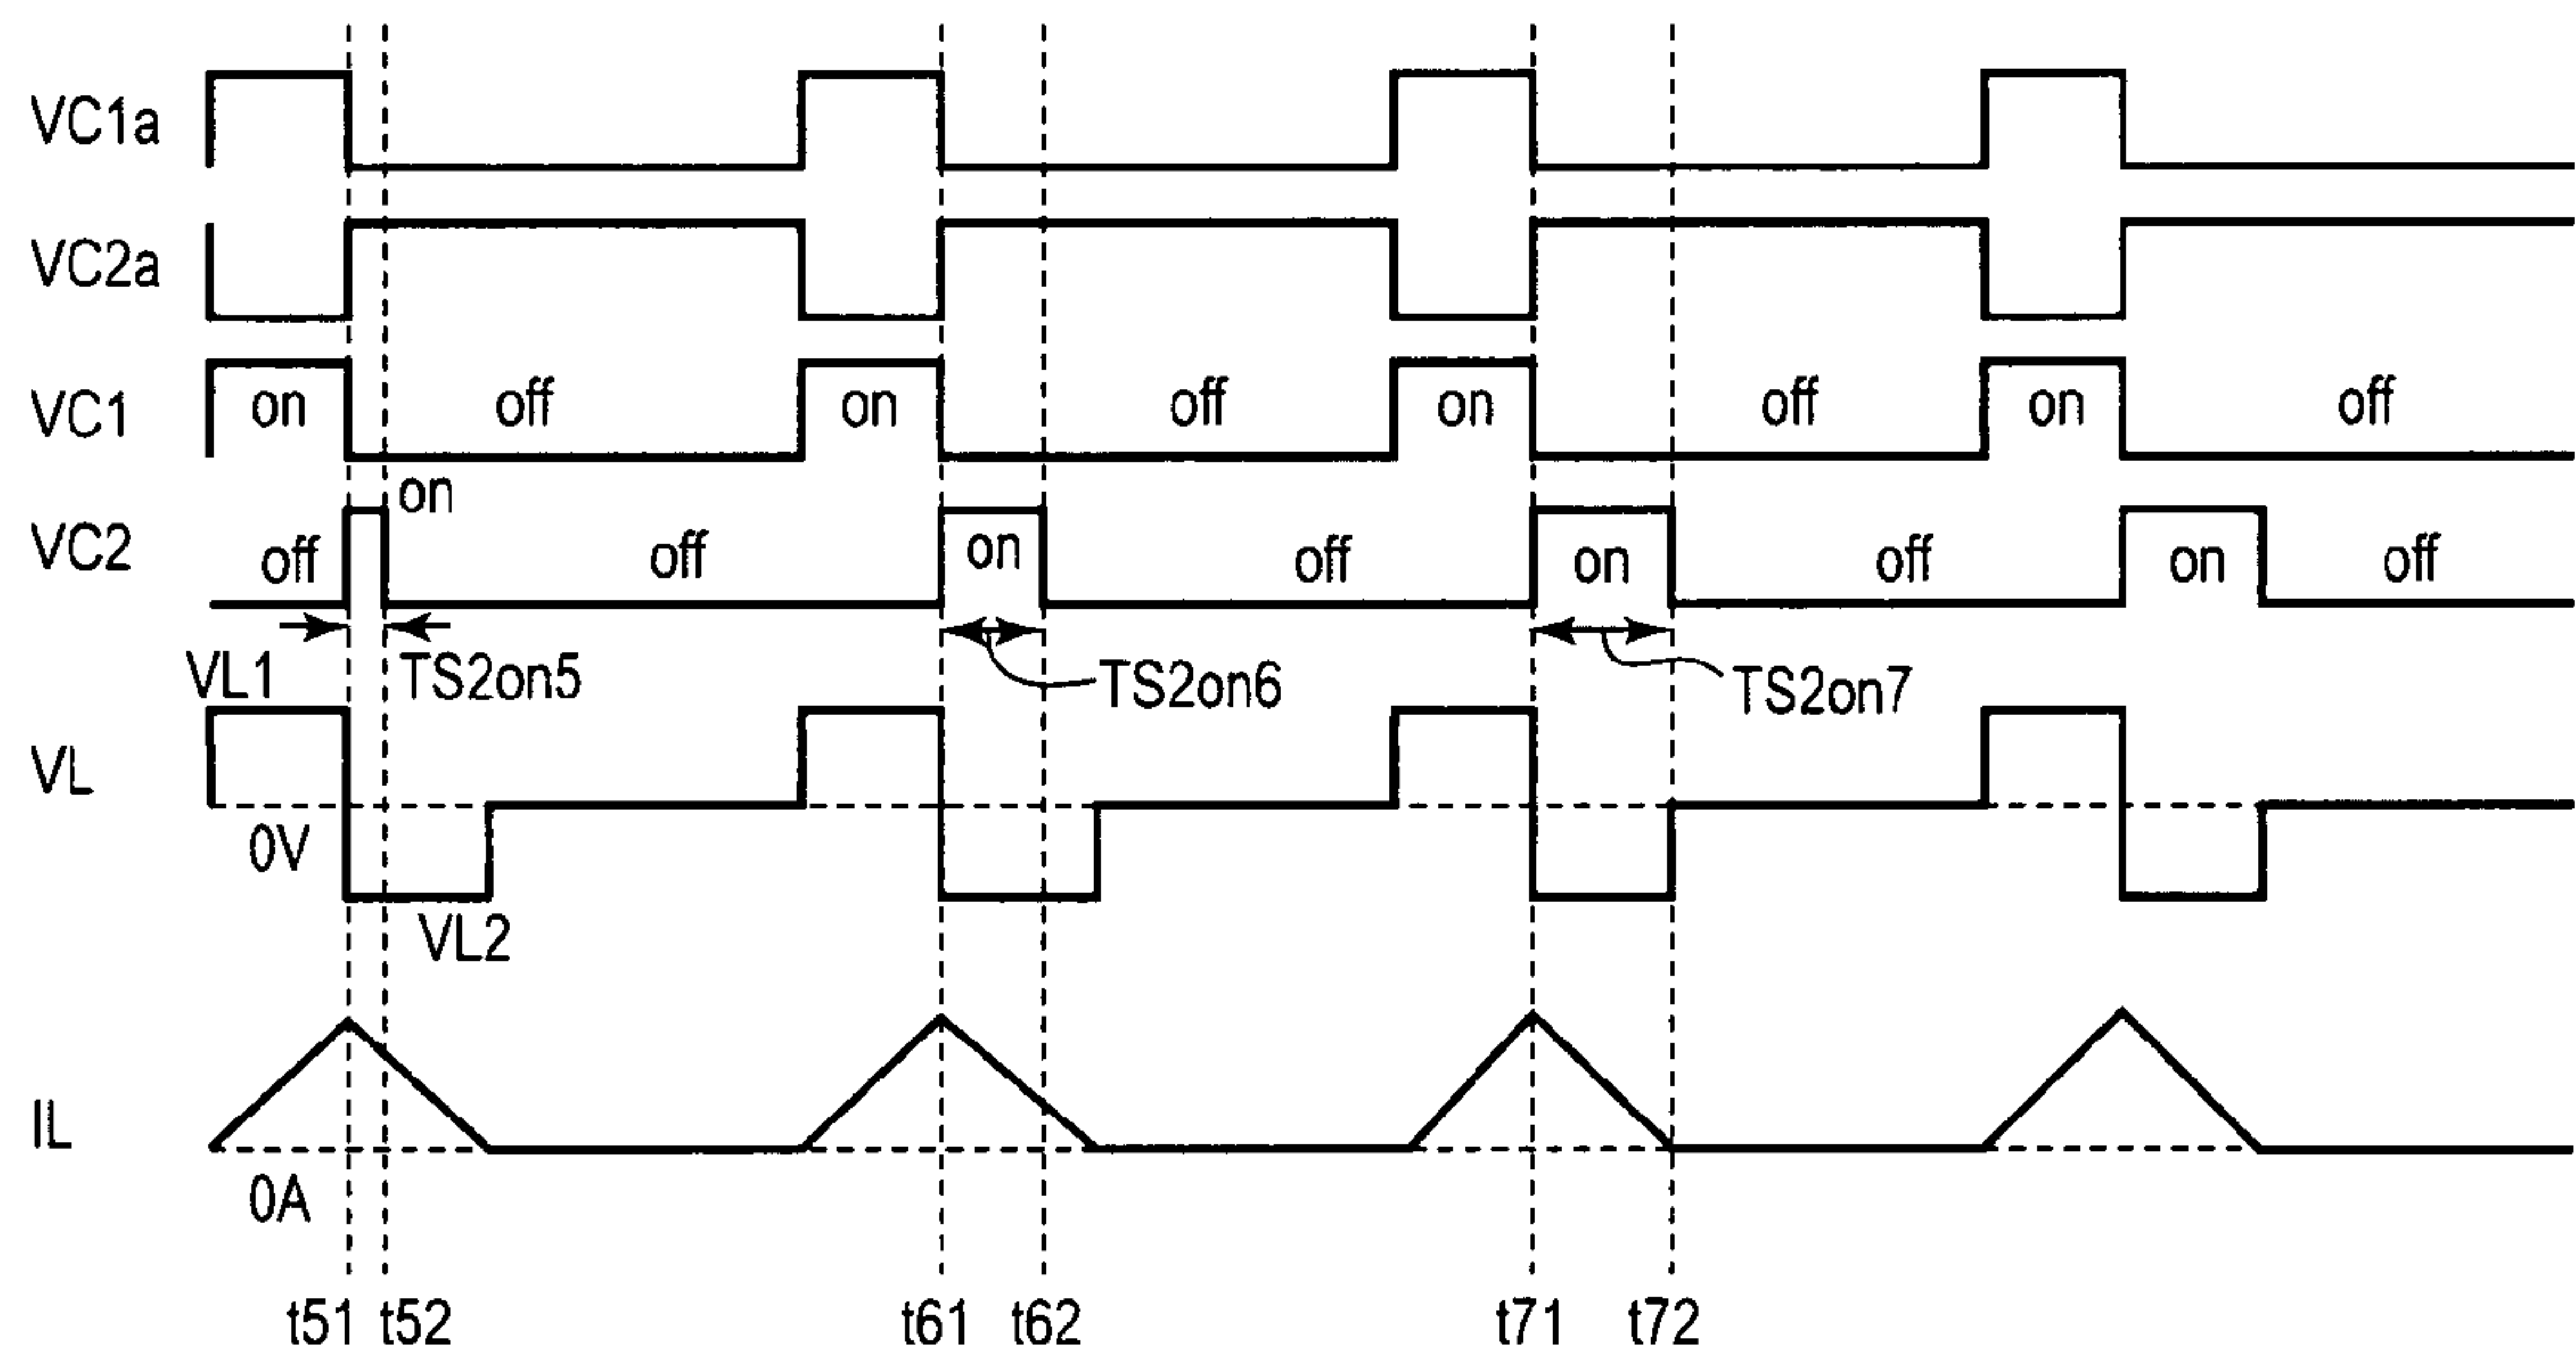 VC1a
VC2a
VC1 on off on off on off on off
VC2 off on off on off on off on off
VL1 TS2on5 TS2on6 TS2on7
VL
0V
VL2
IL
0A
t51 t52 t61 t62 t71 t72